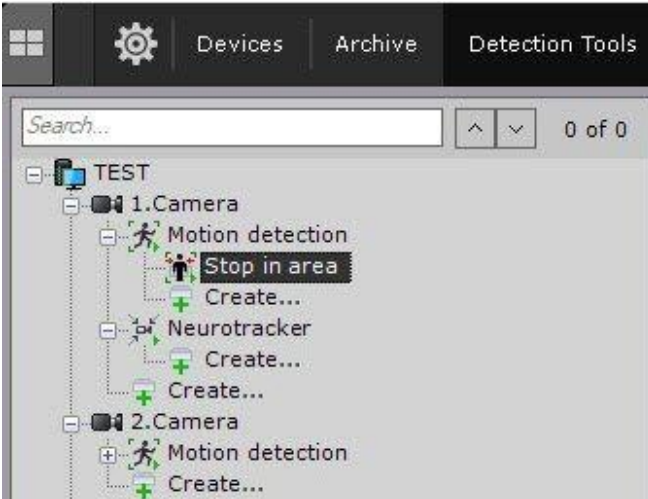 Devices Archive Detection Tools
Search... 0 of 0
TEST
1.Camera
Motion detection
Stop in area
Create...
Neurotracker
Create...
Create...
2.Camera
Motion detection
Create...